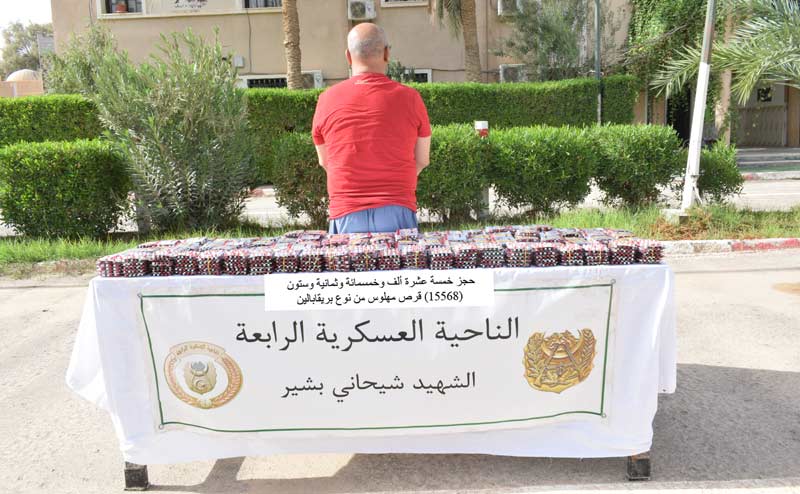 حجز خمسة عشرة ألف وخمسمائة وثمانية وستون
(15568) قرص مهلوس من نوع بريقابالين
الناحية العسكرية الرابعة
الشهيد شيحاني بشير